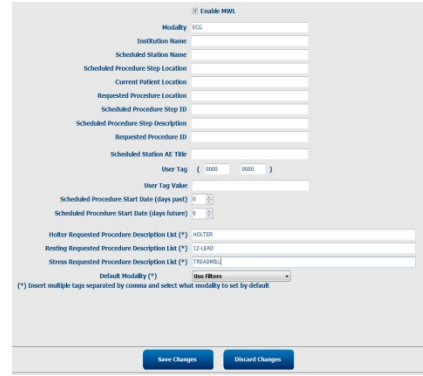 Enable MWL
Modality ECG
Institution Name
Scheduled Station Name
Scheduled Procedure Step Location
Current Patient Location
Requested Procedure Location
Scheduled Procedure Step ID
Scheduled Procedure Step Description
Requested Procedure ID
Scheduled Station AE Title
User Tag ( 0000 0000 )
User Tag Value
Scheduled Procedure Start Date (days past) 0
Scheduled Procedure Start Date (days future) 0
Holter Requested Procedure Description List (*) HOLTER
Resting Requested Procedure Description List (*) 12-LEAD
Stress Requested Procedure Description List (*) TREADMILL
Default Modality (*) Use Filters
(*) Insert multiple tags separated by comma and select what modality to set by default
Save Changes Discard Changes